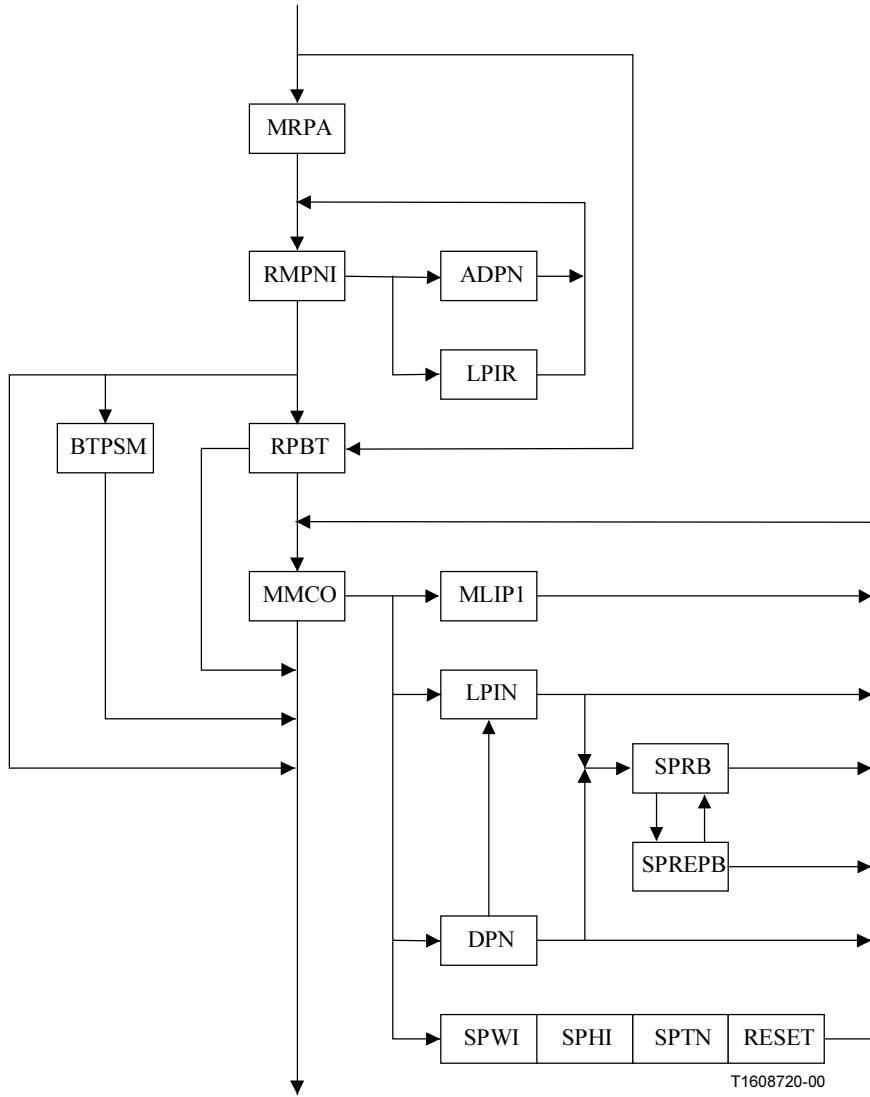 MRPA
RMPNI
ADPN
LPIR
BTPSM
RPBT
MMCO
MLIP1
LPIN
SPRB
SPREPB
DPN
SPWI SPHI SPTN RESET
T1608720-00